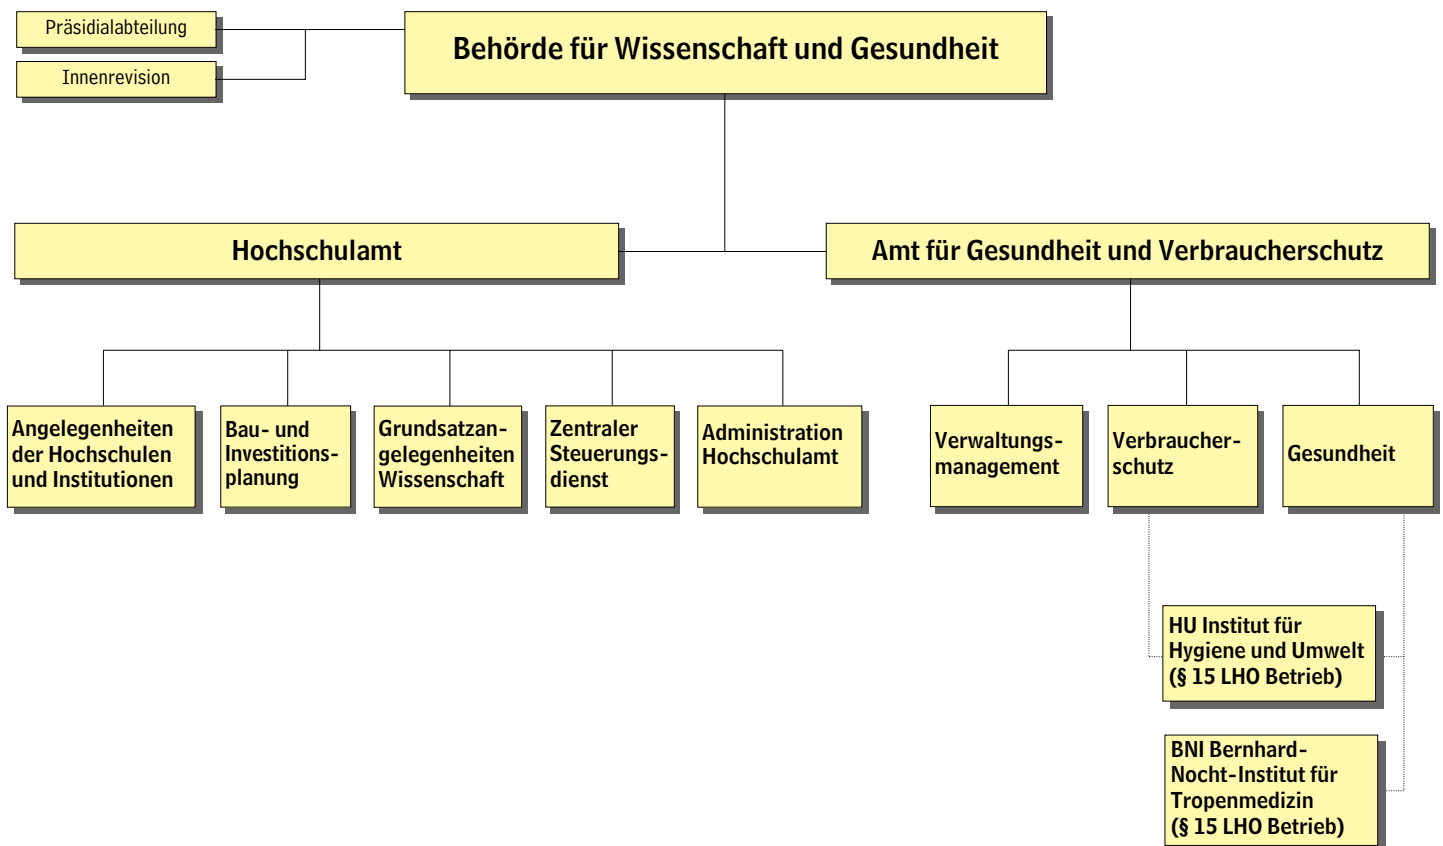 Präsidialabteilung
Innenrevision
Behörde für Wissenschaft und Gesundheit
Hochschulamt
Amt für Gesundheit und Verbraucherschutz
Angelegenheiten
der Hochschulen
und Institutionen
Bau- und
Investitions-
planung
Grundsatzan-
gelegenheiten
Wissenschaft
Zentraler
Steuerungs-
dienst
Administration
Hochschulamt
Verwaltungs-
management
Verbraucher-
schutz
Gesundheit
HU Institut für
Hygiene und Umwelt
(§ 15 LHO Betrieb)
BNI Bernhard-
Nocht-Institut für
Tropenmedizin
(§ 15 LHO Betrieb)